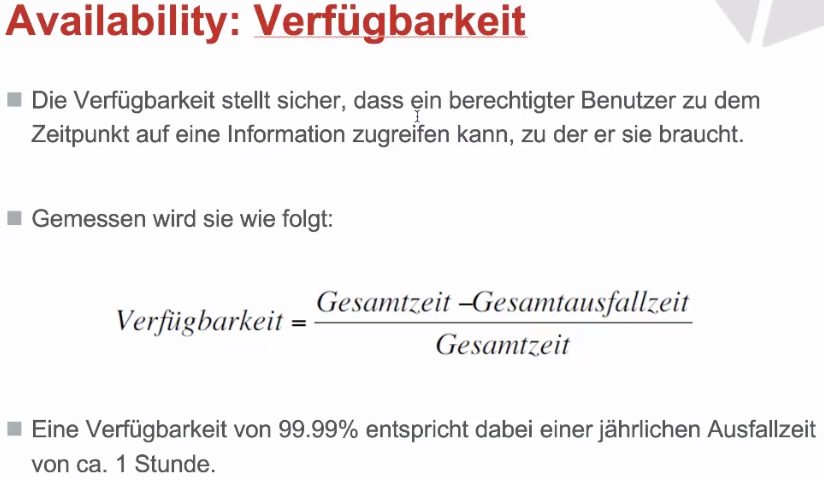 Availability: Verfügbarkeit
Die Verfügbarkeit stellt sicher, dass ein berechtigter Benutzer zu dem
Zeitpunkt auf eine Information zugreifen kann, zu der er sie braucht.
Gemessen wird sie wie folgt:
Gesamtzeit –Gesamtausfallzeit
Verfügbarkeit =
Gesamtzeit
Eine Verfügbarkeit von 99.99% entspricht dabei einer jährlichen Ausfallzeit
von ca. 1 Stunde.